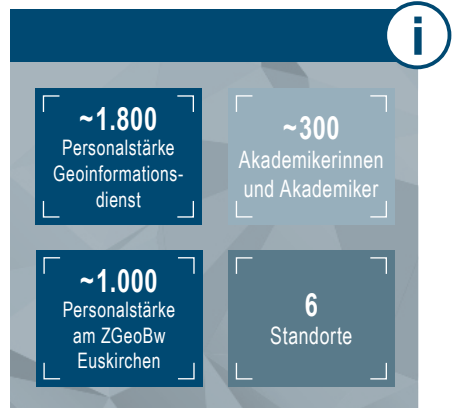 i
~1.800
Personalstärke
Geoinformations-
dienst
~300
Akademikerinnen
und Akademiker
~1.000
Personalstärke
am ZGeoBw
Euskirchen
6
Standorte